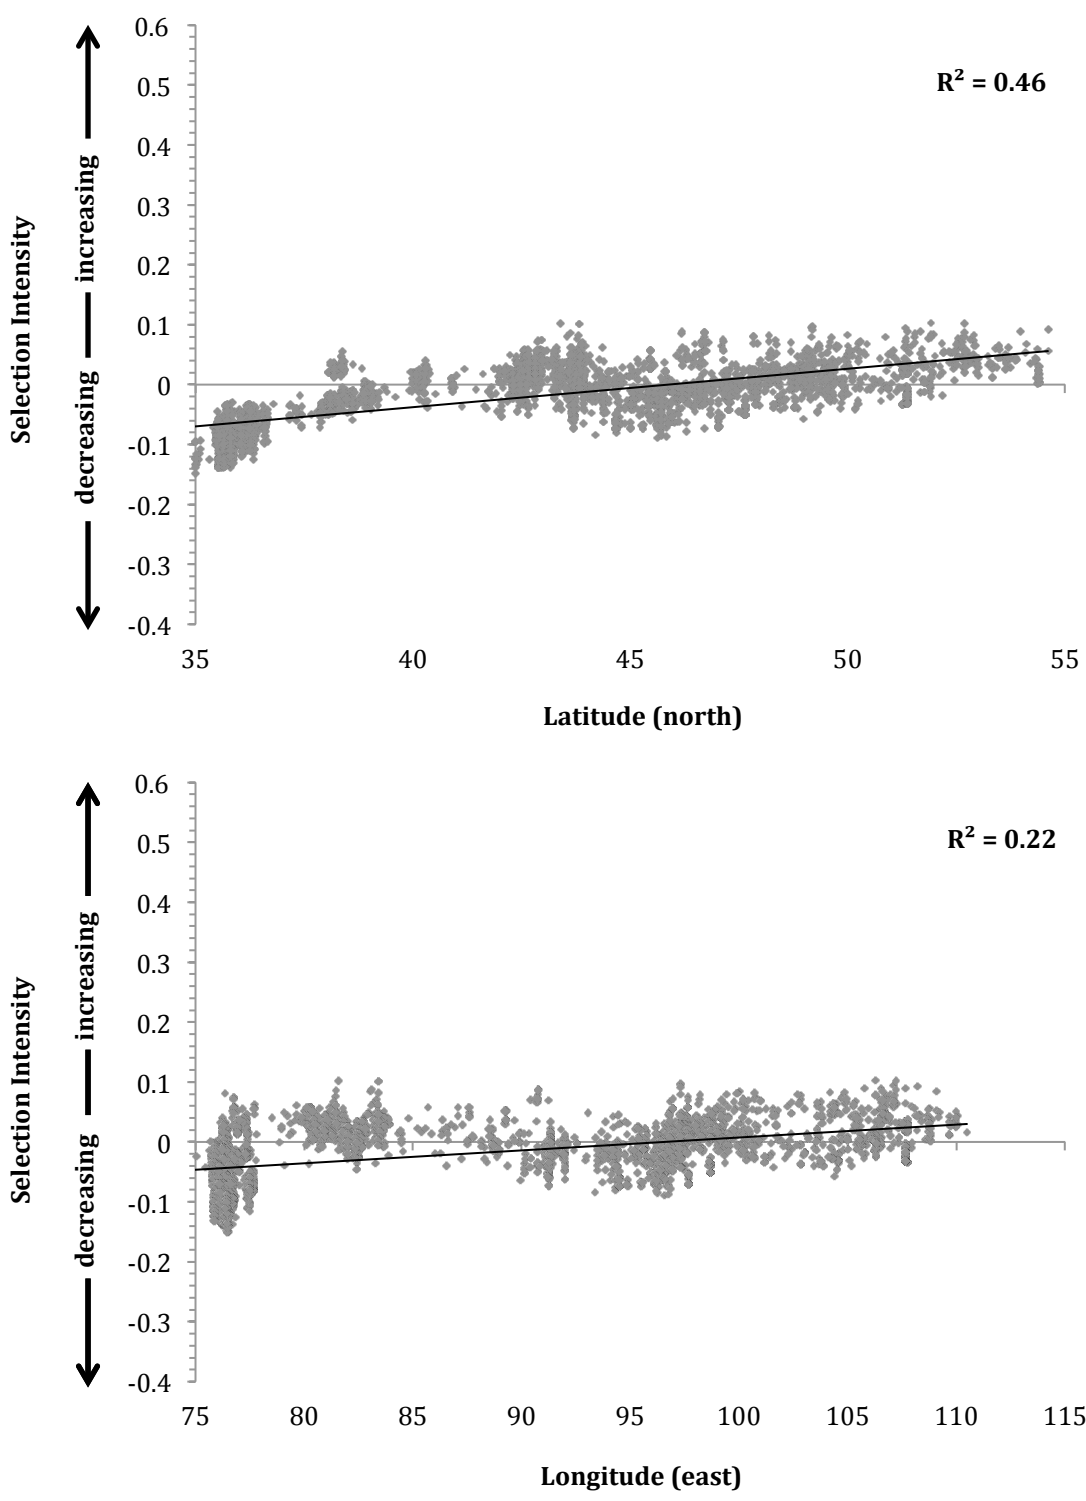 0.6
0.5
0.4
0.3
0.2
0.1
0
-0.1
-0.2
-0.3
-0.4
R² = 0.46
Selection Intensity
decreasing
increasing
35 40 45 50 55
Latitude (north)
0.6
0.5
0.4
0.3
0.2
0.1
0
-0.1
-0.2
-0.3
-0.4
R² = 0.22
Selection Intensity
decreasing
increasing
75 80 85 90 95 100 105 110 115
Longitude (east)